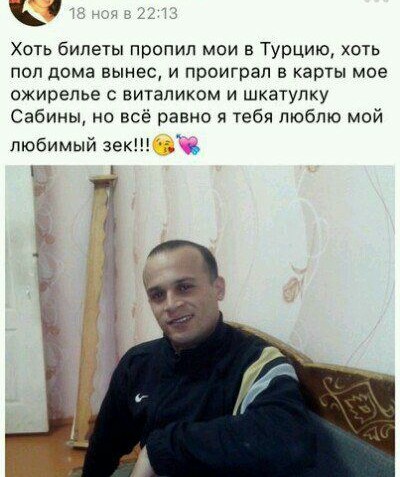 18 ноя в 22:13
Хоть билеты пропил мои в Турцию, хоть
пол дома вынес, и проиграл в карты мое
ожирелье с виталиком и шкатулку
Сабины, но всё равно я тебя люблю мой
любимый зек!!!😘💘